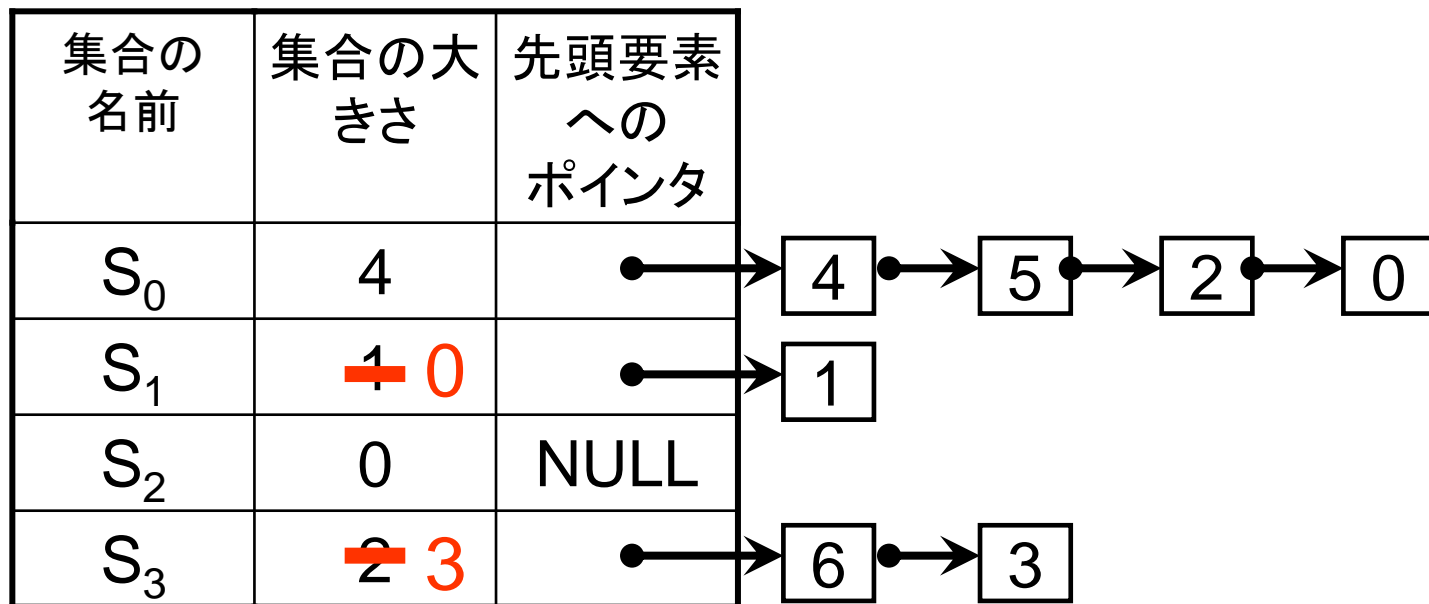 集合の
名前
集合の大
きさ
先頭要素
への
ポインタ
S0 4 4 5 2 0
S1 1 0 1
S2 0 NULL
S3 2 3 6 3